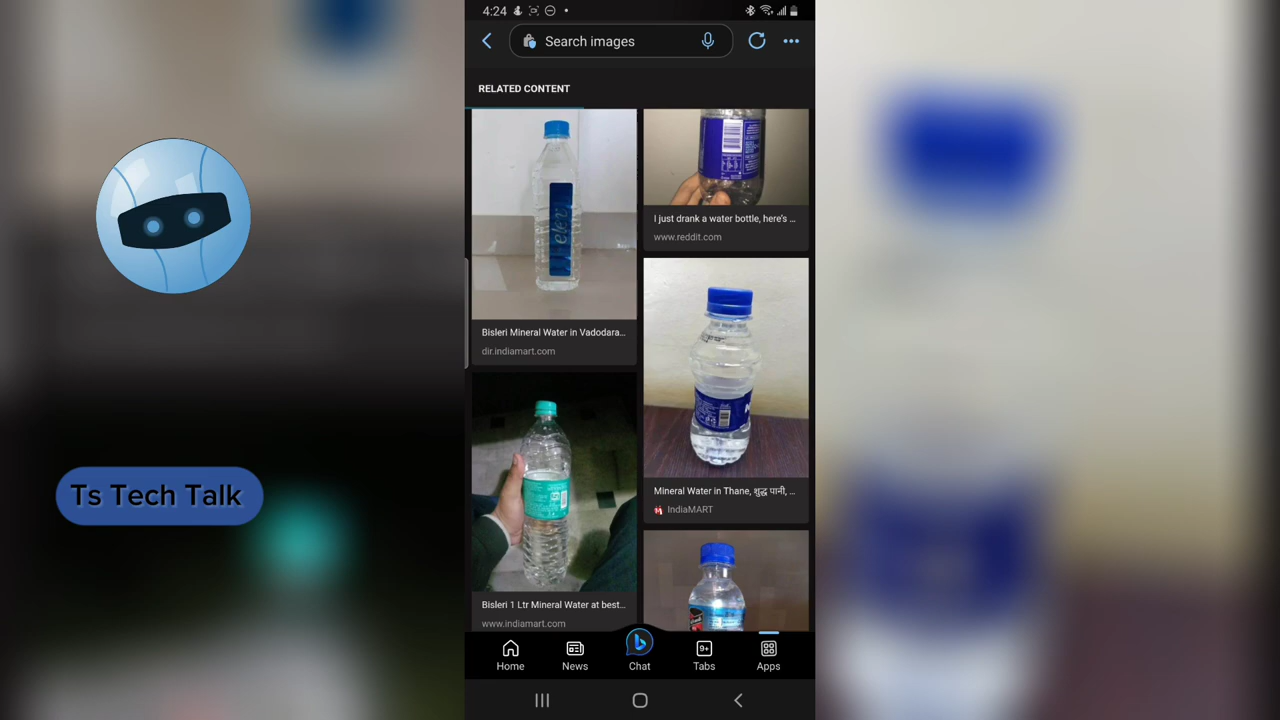 4:24
Search images
RELATED CONTENT
Bisleri Mineral Water in Vadodara...
dir.indiamart.com
I just drank a water bottle, here's ...
www.reddit.com
Mineral Water in Thane, शुद्ध पानी, ...
IndiaMART
Bisleri 1 Ltr Mineral Water at best...
www.indiamart.com
Ts Tech Talk
9+
Home
News
Chat
Tabs
Apps